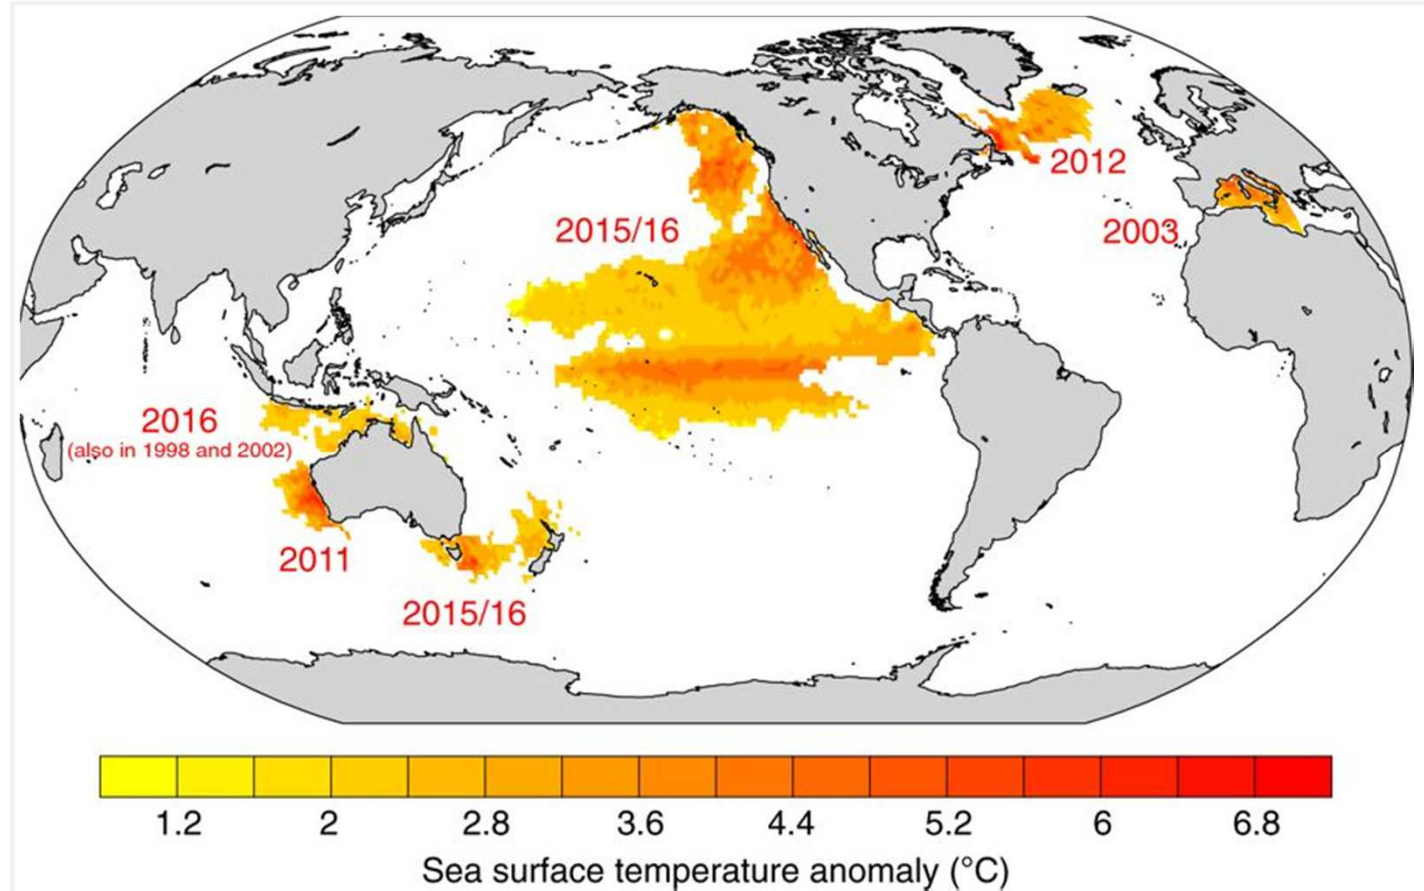 2012
2003
2015/16
2016
(also in 1998 and 2002)
2011
2015/16
1.2 2 2.8 3.6 4.4 5.2 6 6.8
Sea surface temperature anomaly (°C)